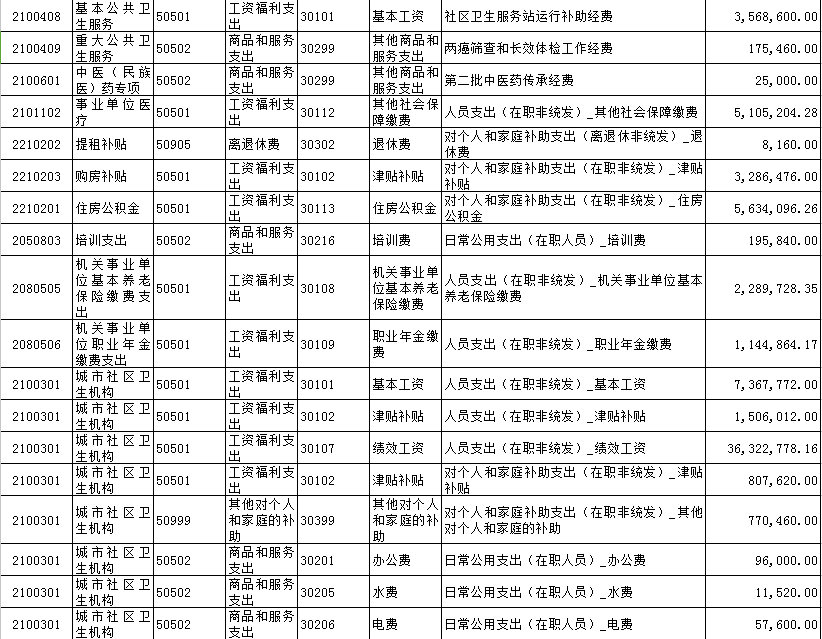 2100408 基本公共卫生服务 50501 工资福利支出 30101 基本工资 社区卫生服务站运行补助经费 3,568,600.00
2100409 重大公共卫生服务 50502 商品和服务支出 30299 其他商品和服务支出 两癌筛查和长效体检工作经费 175,460.00
2100601 中医（民族医）药专项 50502 商品和服务支出 30299 其他商品和服务支出 第二批中医药传承经费 25,000.00
2101102 事业单位医疗 50501 工资福利支出 30112 其他社会保障缴费 人员支出（在职非统发）_其他社会保障缴费 5,105,204.28
2210202 提租补贴 50905 离退休费 30302 退休费 对个人和家庭补助支出（离退休非统发）_退休费 8,160.00
2210203 购房补贴 50501 工资福利支出 30102 津贴补贴 对个人和家庭补助支出（在职非统发）_津贴补贴 3,286,476.00
2210201 住房公积金 50501 工资福利支出 30113 住房公积金 对个人和家庭补助支出（在职非统发）_住房公积金 5,634,096.26
2050803 培训支出 50502 商品和服务支出 30216 培训费 日常公用支出（在职人员）_培训费 195,840.00
2080505 机关事业单位基本养老保险缴费支出 50501 工资福利支出 30108 机关事业单位基本养老保险缴费 人员支出（在职非统发）_机关事业单位基本养老保险缴费 2,289,728.35
2080506 机关事业单位职业年金缴费支出 50501 工资福利支出 30109 职业年金缴费 人员支出（在职非统发）_职业年金缴费 1,144,864.17
2100301 城市社区卫生机构 50501 工资福利支出 30101 基本工资 人员支出（在职非统发）_基本工资 7,367,772.00
2100301 城市社区卫生机构 50501 工资福利支出 30102 津贴补贴 人员支出（在职非统发）_津贴补贴 1,506,012.00
2100301 城市社区卫生机构 50501 工资福利支出 30107 绩效工资 人员支出（在职非统发）_绩效工资 36,322,778.16
2100301 城市社区卫生机构 50501 工资福利支出 30102 津贴补贴 对个人和家庭补助支出（在职非统发）_津贴补贴 807,620.00
2100301 城市社区卫生机构 50999 其他对个人和家庭的补助 30399 其他对个人和家庭的补助 对个人和家庭补助支出（在职非统发）_其他对个人和家庭的补助 770,460.00
2100301 城市社区卫生机构 50502 商品和服务支出 30201 办公费 日常公用支出（在职人员）_办公费 96,000.00
2100301 城市社区卫生机构 50502 商品和服务支出 30205 水费 日常公用支出（在职人员）_水费 11,520.00
2100301 城市社区卫生机构 50502 商品和服务支出 30206 电费 日常公用支出（在职人员）_电费 57,600.00